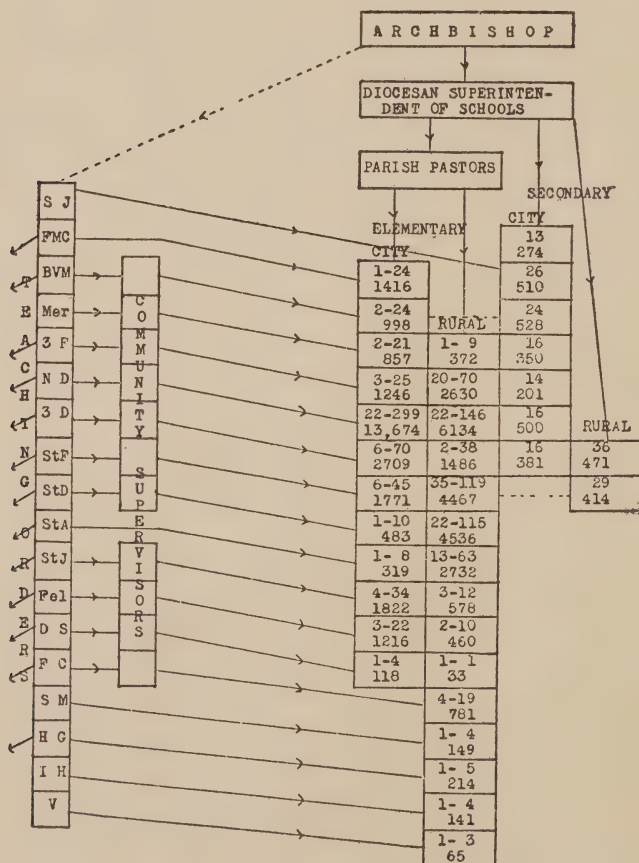 ARCHBISHOP
DIOCESAN SUPERINTEN-
DENT OF SCHOOLS
PARISH PASTORS
SECONDARY
CITY
13
274
26
510
24
528
16
350
14
201
16
500
16
381
RURAL
36
471
29
414
ELEMENTARY
CITY
1-24
1416
2-24
998
2-21
857
3-25
1246
22-299
13,674
6-70
2709
6-45
1771
1-10
483
1- 8
319
4-34
1822
3-22
1216
1-4
118
RURAL
1- 9
372
20-70
2630
22-146
6134
2-38
1486
35-119
4467
22-115
4536
13-63
2732
3-12
578
2-10
460
1- 1
33
4-19
781
1- 4
149
1- 5
214
1- 4
141
1- 3
65
TEACHING ORDERS
S J
FMC
BVM
Mer
3 F
N D
3 D
StF
StD
StA
StJ
Fel
D S
F C
S M
H G
I H
V
COMMUNITY SUPERVISORS